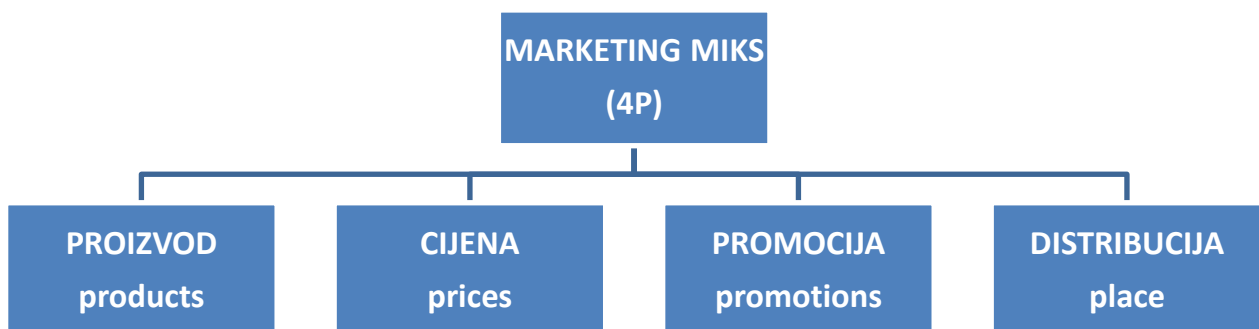 MARKETING MIKS
(4P)
PROIZVOD
products
CIJENA
prices
PROMOCIJA
promotions
DISTRIBUCIJA
place